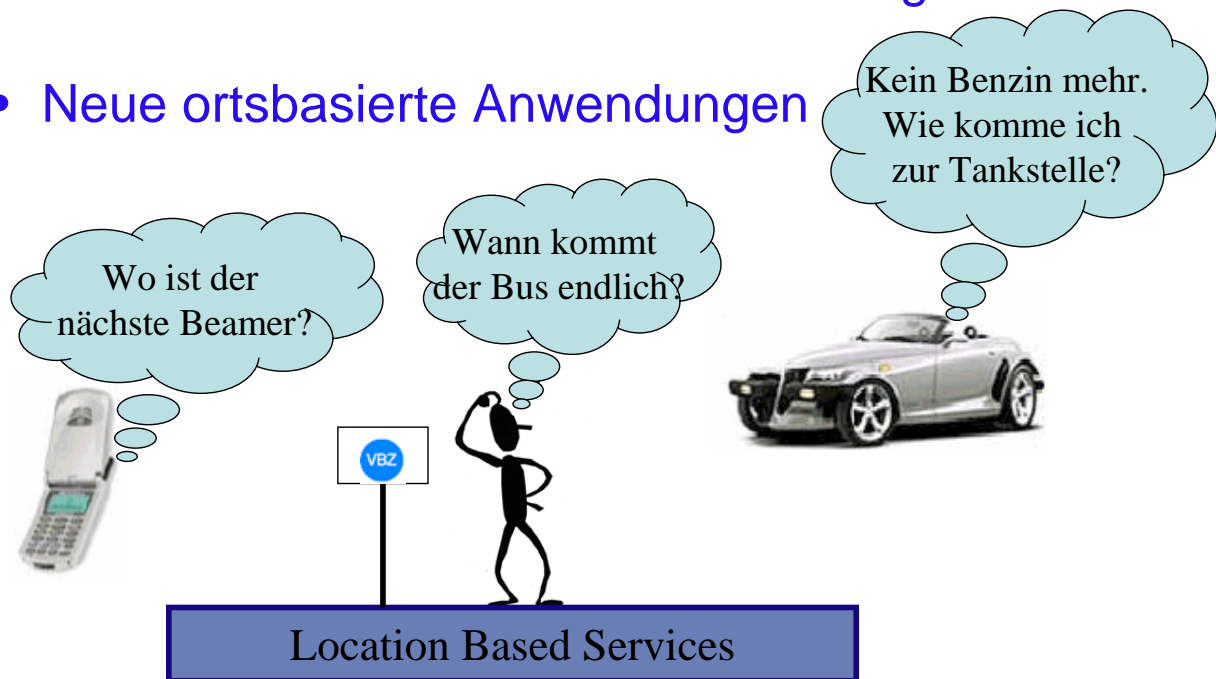 • Neue ortsbasierte Anwendungen
Kein Benzin mehr.
Wie komme ich
zur Tankstelle?
Wann kommt
der Bus endlich?
Wo ist der
nächste Beamer?
VBZ
Location Based Services